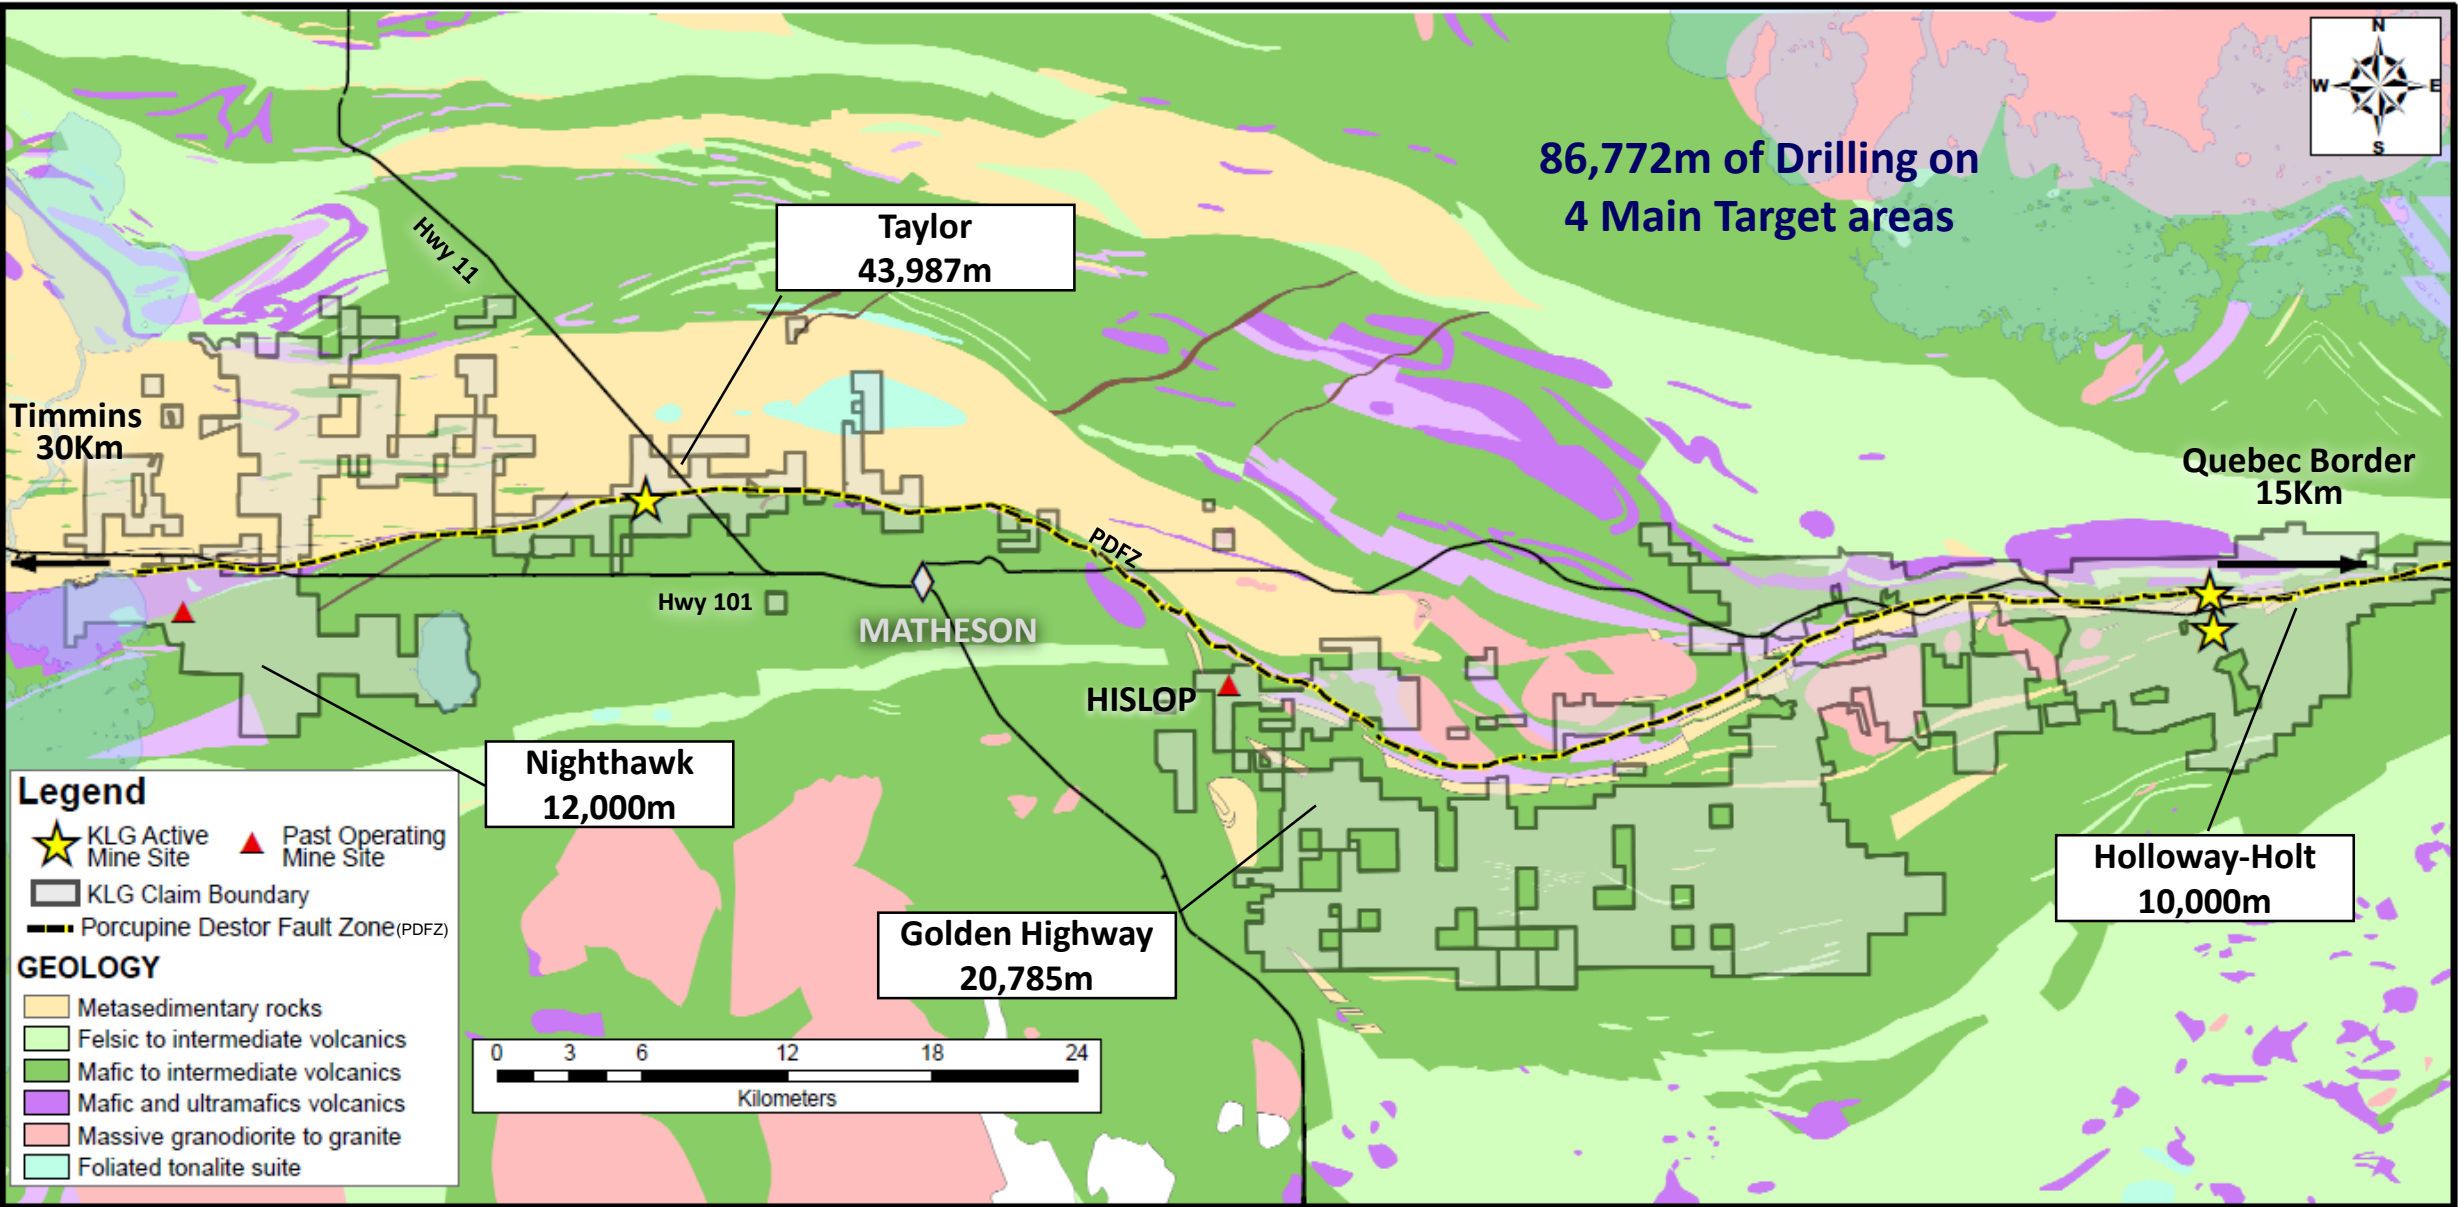 N
W E
S
86,772m of Drilling on
4 Main Target areas
Hwy 11
Taylor
43,987m
Timmins
30Km
Quebec Border
15Km
PDFZ
Hwy 101
MATHESON
HISLOP
Nighthawk
12,000m
Golden Highway
20,785m
Holloway-Holt
10,000m
Legend
KLG Active
Mine Site
Past Operating
Mine Site
KLG Claim Boundary
Porcupine Destor Fault Zone(PDFZ)
GEOLOGY
Metasedimentary rocks
Felsic to intermediate volcanics
Mafic to intermediate volcanics
Mafic and ultramafics volcanics
Massive granodiorite to granite
Foliated tonalite suite
0 3 6 12 18 24
Kilometers